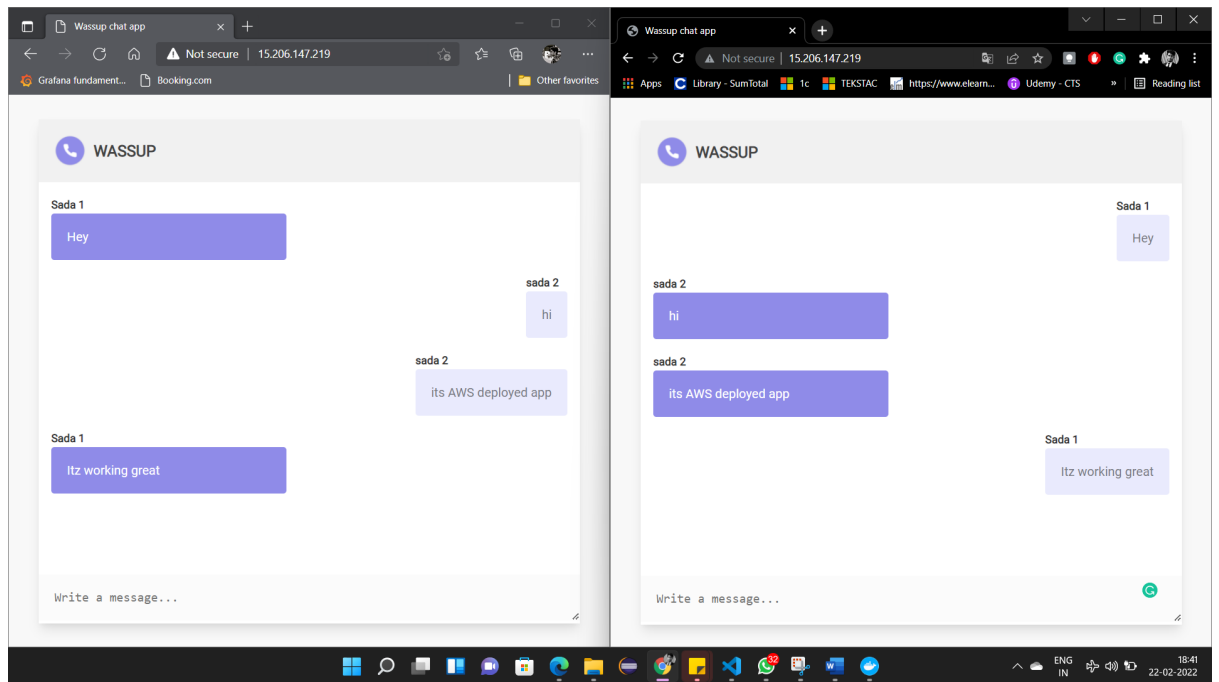 Wassup chat app
Not secure | 15.206.147.219
Grafana fundament...
Booking.com
Other favorites
WASSUP
Sada 1
Hey
sada 2
hi
sada 2
its AWS deployed app
Sada 1
Itz working great
Write a message...
Wassup chat app
Not secure | 15.206.147.219
Apps
Library - SumTotal
1c
TEKSTAC
https://www.elearn...
Udemy - CTS
»
Reading list
WASSUP
Sada 1
Hey
sada 2
hi
sada 2
its AWS deployed app
Sada 1
Itz working great
Write a message...
32
ENG
IN
18:41
22-02-2022